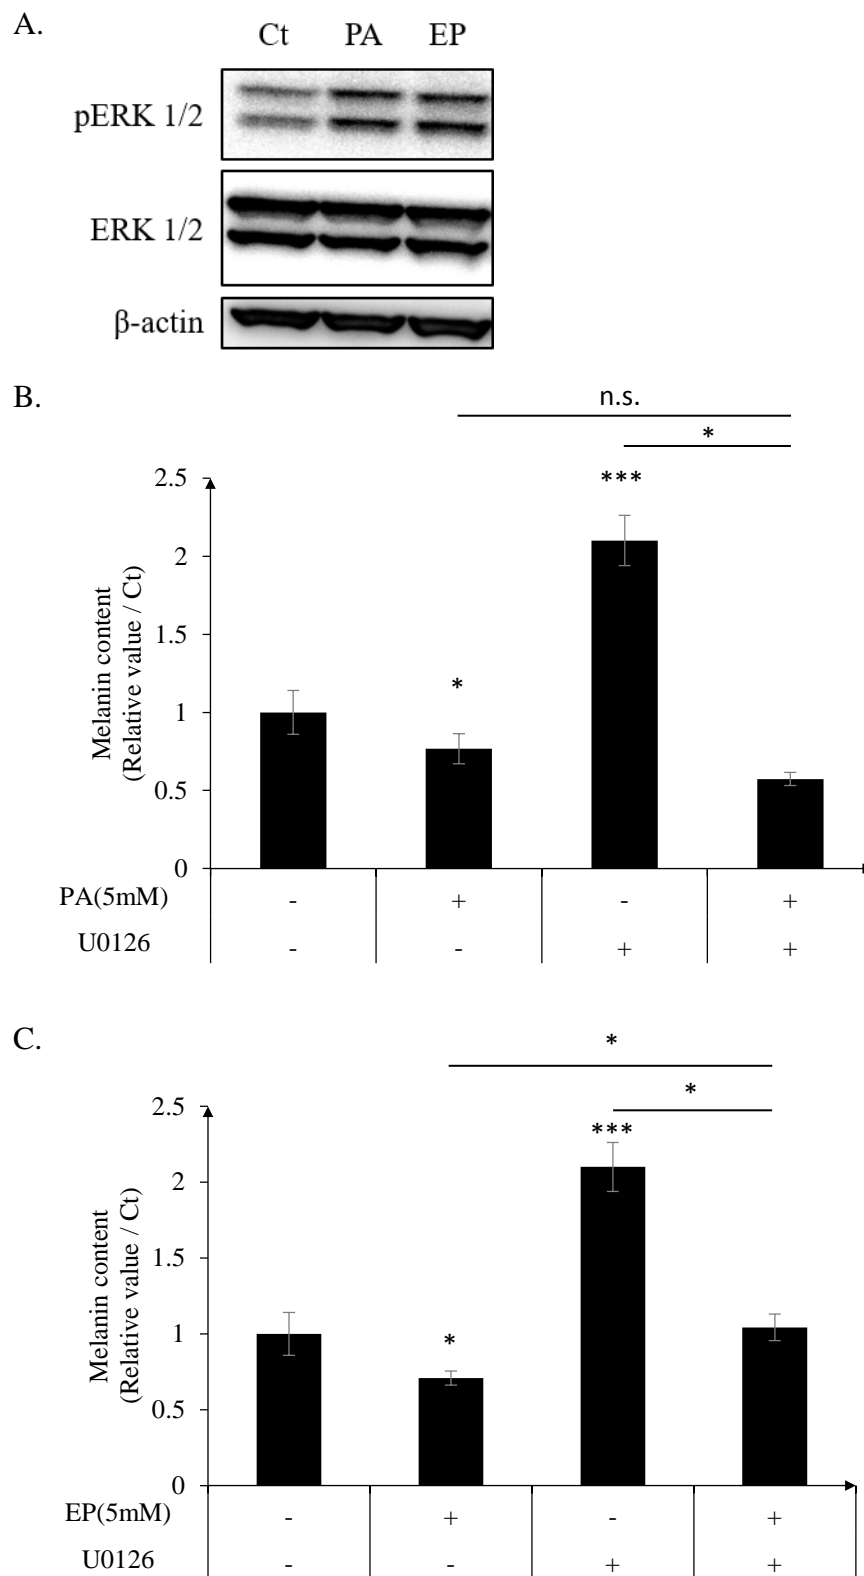 A.
Ct PA EP
pERK 1/2
ERK 1/2
β-actin
B.
n.s.
*
***
2.5
2
1.5
1
0.5
0
Melanin content
(Relative value / Ct)
*
PA(5mM) - + - +
U0126 - - + +
C.
*
*
***
2.5
2
1.5
1
0.5
0
Melanin content
(Relative value / Ct)
*
EP(5mM) - + - +
U0126 - - + +